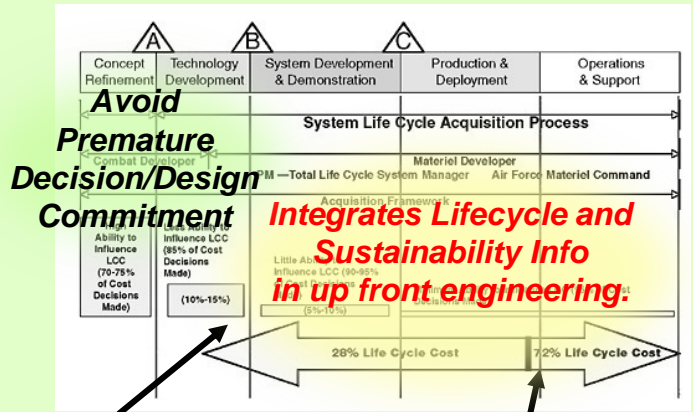 A
B
C
Concept
Refinement
Technology
Development
System Development
& Demonstration
Production &
Deployment
Operations
& Support
System Life Cycle Acquisition Process
Avoid
Premature
Decision/Design
Commitment
Combat Developer
Materiel Developer
PM —Total Life Cycle System Manager
Air Force Materiel Command
Acquisition Framework
Integrates Lifecycle and
Sustainability Info
in up front engineering.
High
Ability to
Influence
LCC
(70-75%
of Cost
Decisions
Made)
Less Ability to
Influence LCC
(85% of Cost
Decisions
Made)
(10%-15%)
Little Ability to
Influence LCC (90-95%
of Cost Decisions
Made)
(5%-10%)
28% Life Cycle Cost
72% Life Cycle Cost